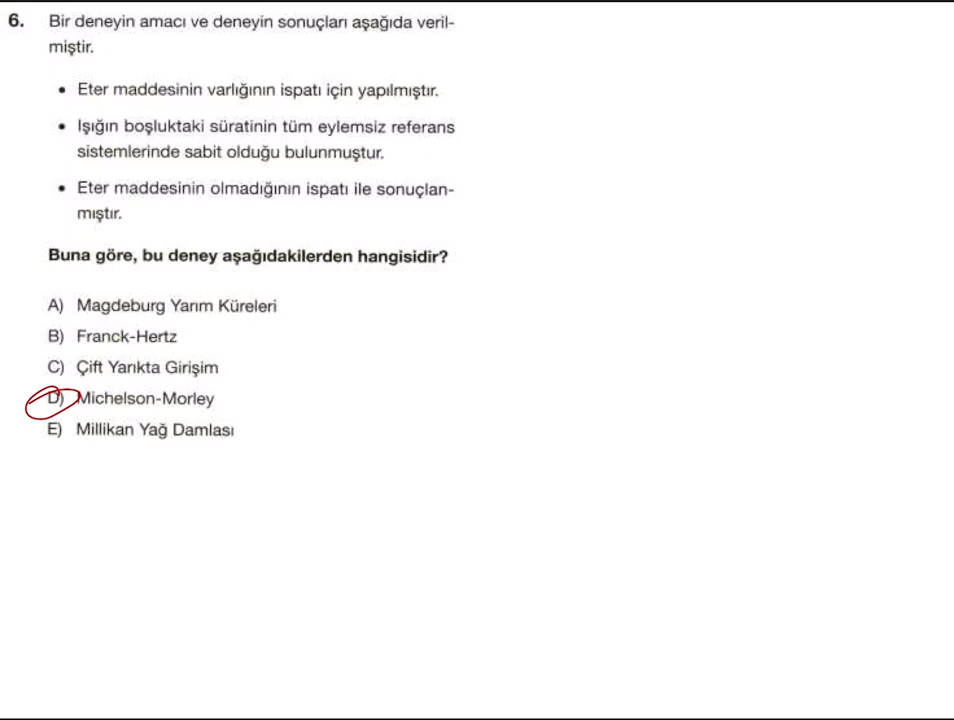 6. Bir deneyin amacı ve deneyin sonuçları aşağıda veril-
miştir.
• Eter maddesinin varlığının ispatı için yapılmıştır.
• Işığın boşluktaki süratinin tüm eylemsiz referans
sistemlerinde sabit olduğu bulunmuştur.
• Eter maddesinin olmadığının ispatı ile sonuçlan-
mıştır.
Buna göre, bu deney aşağıdakilerden hangisidir?
A) Magdeburg Yarım Küreleri
B) Franck-Hertz
C) Çift Yarıkta Girişim
D) Michelson-Morley
E) Millikan Yağ Damlası